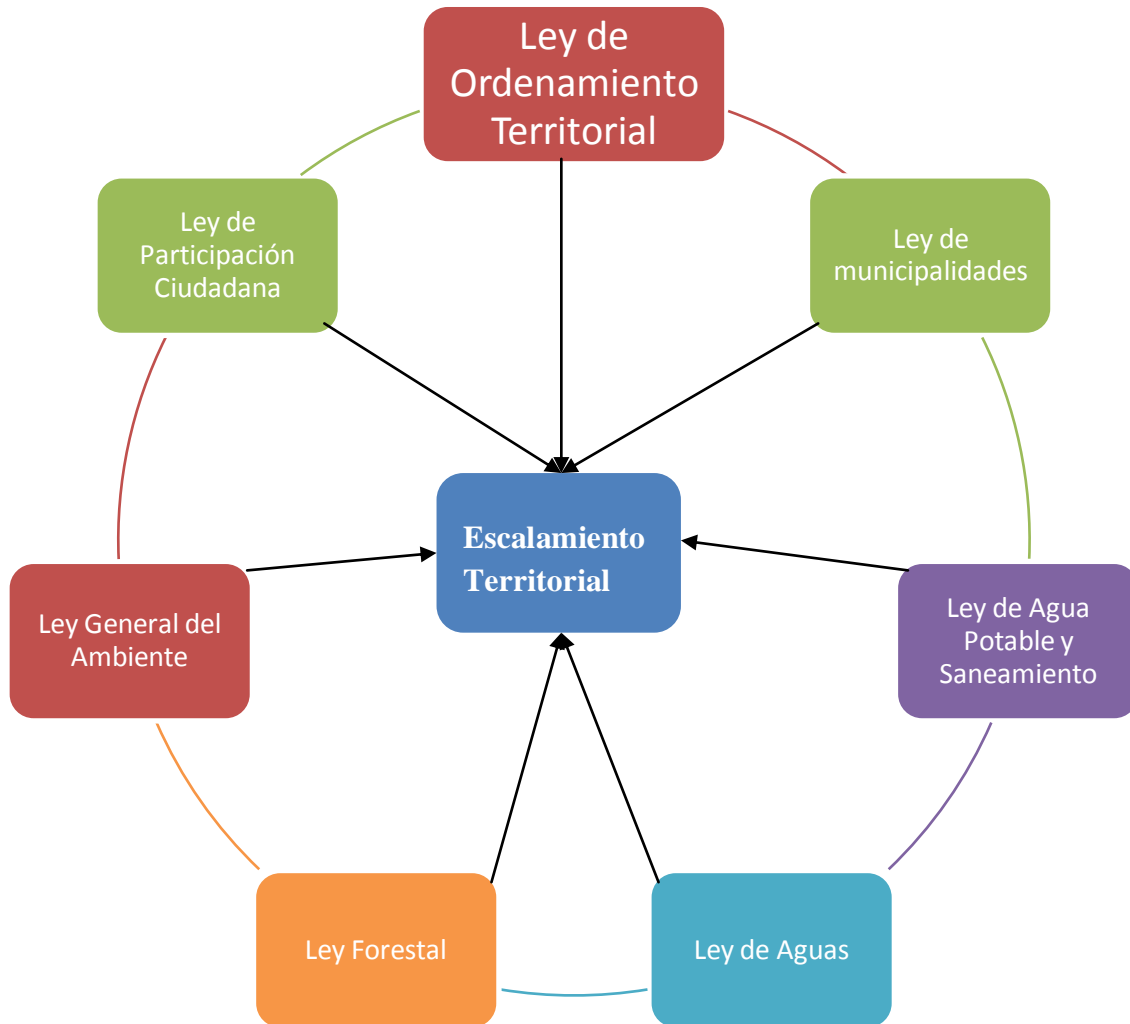 Ley de
Ordenamiento
Territorial
Ley de
Participación
Ciudadana
Ley de
municipalidades
Escalamiento
Territorial
Ley General del
Ambiente
Ley de Agua
Potable y
Saneamiento
Ley Forestal
Ley de Aguas